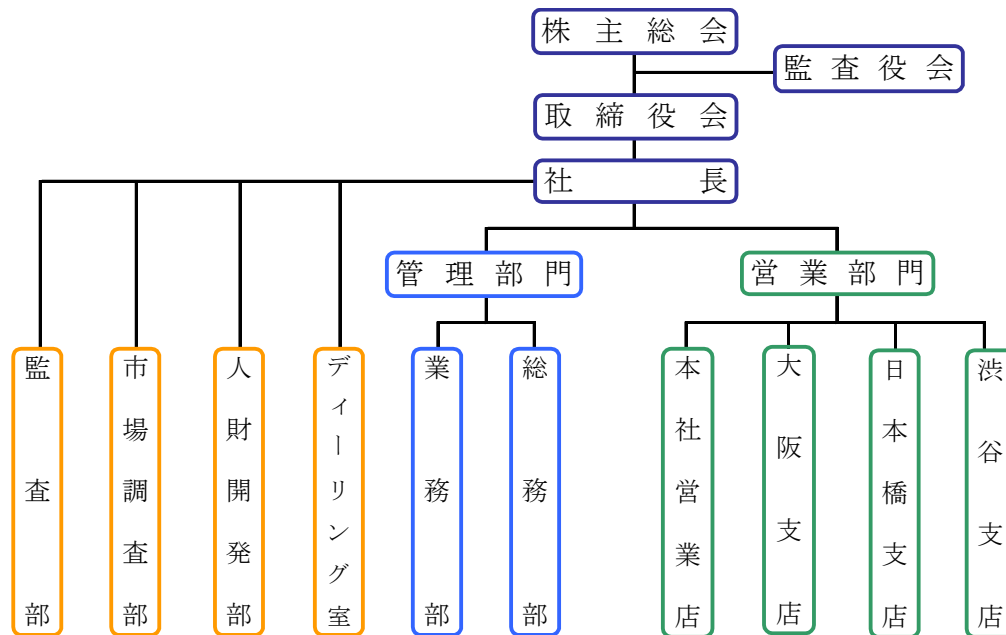 株主総会
監査役会
取締役会
社長
管理部門
営業部門
監査部
市場調査部
人財開発部
ディーリング室
業務部
総務部
本社営業店
大阪支店
日本橋支店
渋谷支店